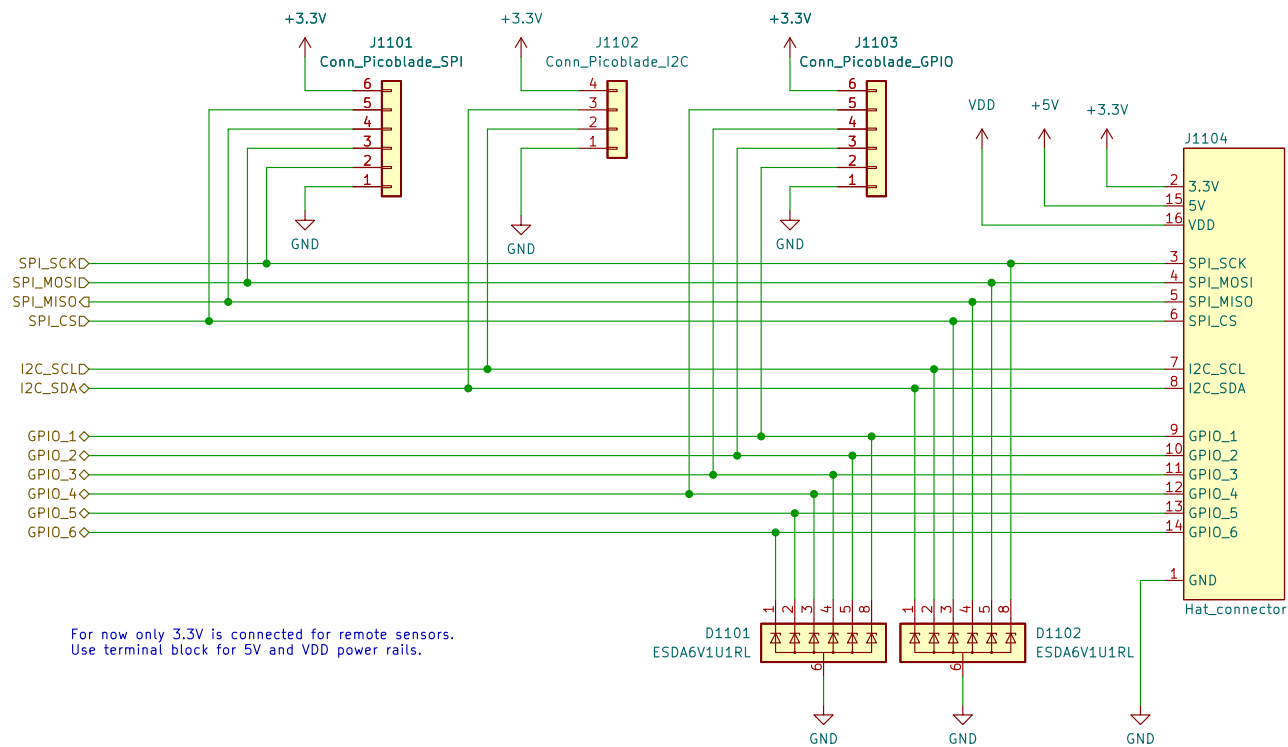 +3.3V
J1101
Conn_Picoblade_SPI
6
5
4
3
2
1
GND
+3.3V
J1102
Conn_Picoblade_I2C
4
3
2
1
GND
+3.3V
J1103
Conn_Picoblade_GPIO
6
5
4
3
2
1
GND
VDD
+5V
+3.3V
J1104
2 3.3V
15 5V
16 VDD
3 SPI_SCK
4 SPI_MOSI
5 SPI_MISO
6 SPI_CS
7 I2C_SCL
8 I2C_SDA
9 GPIO_1
10 GPIO_2
11 GPIO_3
12 GPIO_4
13 GPIO_5
14 GPIO_6
1 GND
Hat_connector
SPI_SCK
SPI_MOSI
SPI_MISO
SPI_CS
I2C_SCL
I2C_SDA
GPIO_1
GPIO_2
GPIO_3
GPIO_4
GPIO_5
GPIO_6
For now only 3.3V is connected for remote sensors.
Use terminal block for 5V and VDD power rails.
D1101
ESDA6V1U1RL
1 2 3 4 5 8
6
GND
1 2 3 4 5 8
6
D1102
ESDA6V1U1RL
GND
GND